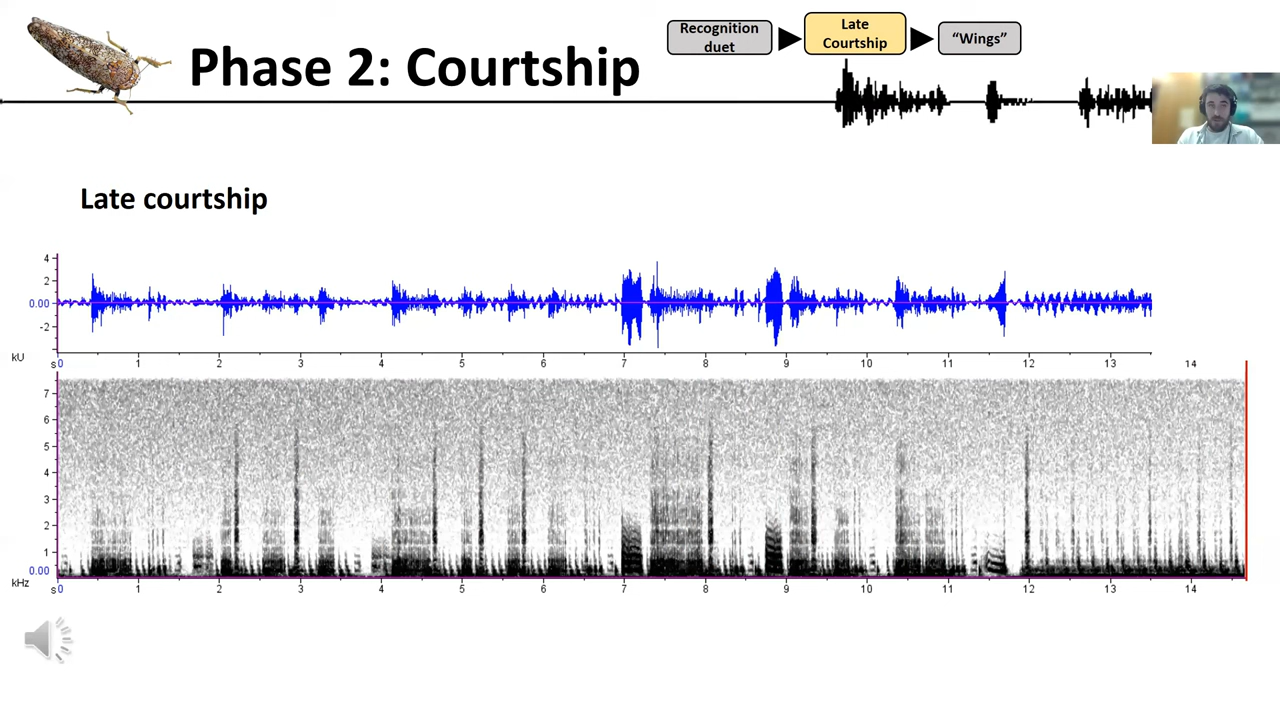 Phase 2: Courtship
Recognition
duet
Late
Courtship
“Wings”
Late courtship
4
2
0.00
-2
kU
s0 1 2 3 4 5 6 7 8 9 10 11 12 13 14
7
6
5
4
3
2
1
0.00
kHz
s0 1 2 3 4 5 6 7 8 9 10 11 12 13 14